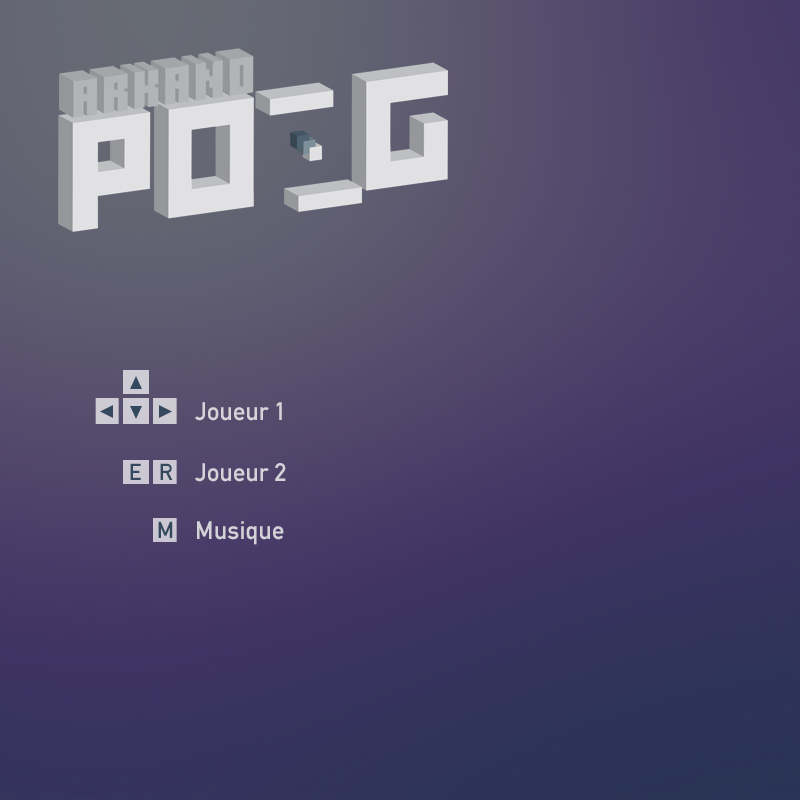 ARKANO
PONG
▲
◀ ▼ ▶ Joueur 1
E R Joueur 2
M Musique